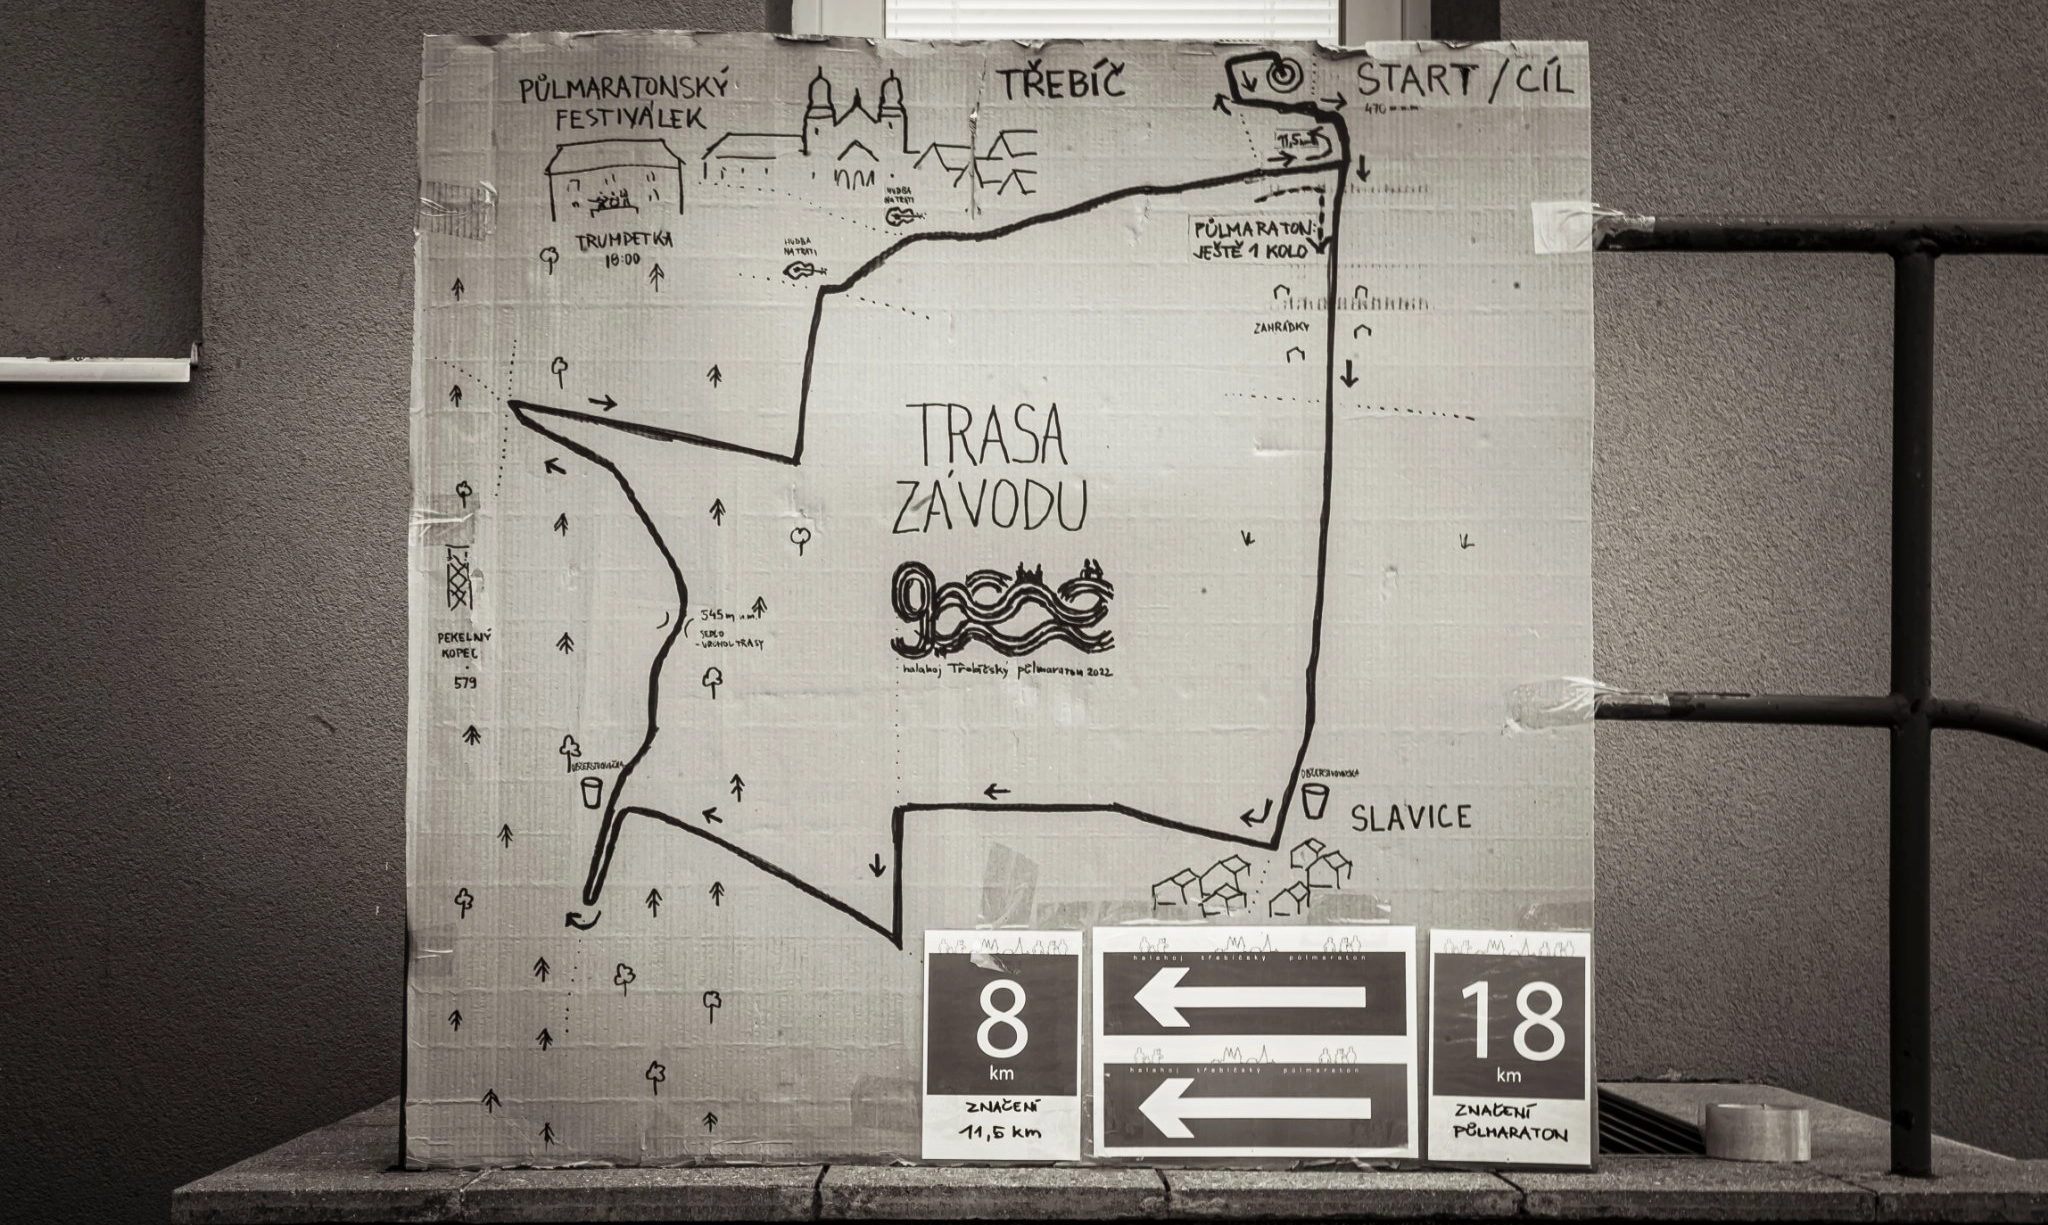 PŮLMARATONSKÝ
FESTIVÁLEK
TŘEBÍČ
START / CÍL
470 m n.m.
11,5 km
HUDBA
NA TRATI
TRUMPETKA
18:00
HUDBA
NA TRATI
PŮLMARATON:
JEŠTĚ 1 KOLO
ZAHRÁDKY
TRASA
ZÁVODU
halahoj Třebíčský půlmaraton 2022
545 m n.m.
SEDLO
- VRCHOL TRASY
PEKELNÝ
KOPEC
579
OBČERSTVOVAČKA
OBČERSTVOVAČKA
SLAVICE
8
km
ZNAČENÍ
11,5 km
halahoj třebíčský půlmaraton
halahoj třebíčský půlmaraton
18
km
ZNAČENÍ
PŮLMARATON